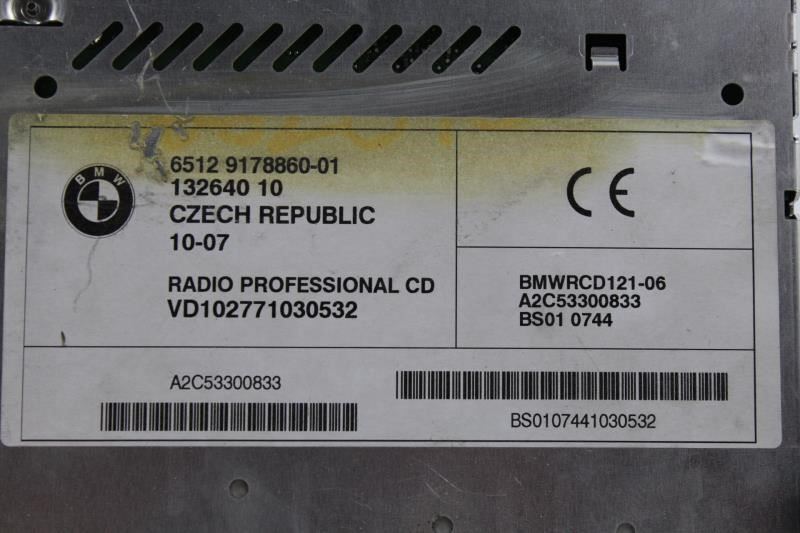 BMW
6512 9178860-01
132640 10
CZECH REPUBLIC
10-07
RADIO PROFESSIONAL CD
VD102771030532
CE
BMWRCD121-06
A2C53300833
BS01 0744
A2C53300833
BS0107441030532